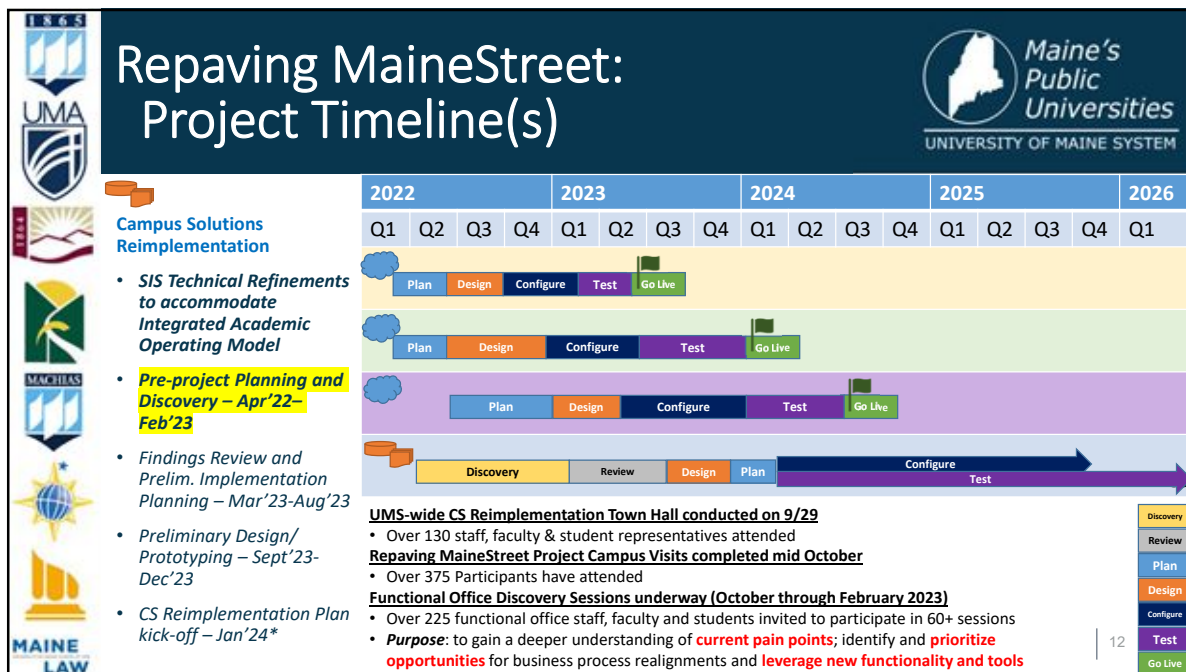 1865
UMA
1864
MACHIAS
MAINE
LAW
Repaving MaineStreet:
Project Timeline(s)
Maine's
Public
Universities
UNIVERSITY OF MAINE SYSTEM
Campus Solutions
Reimplementation
• SIS Technical Refinements
to accommodate
Integrated Academic
Operating Model
• Pre-project Planning and
Discovery – Apr'22–
Feb'23
• Findings Review and
Prelim. Implementation
Planning – Mar'23-Aug'23
• Preliminary Design/
Prototyping – Sept'23-
Dec'23
• CS Reimplementation Plan
kick-off – Jan'24*
2022 2023 2024 2025 2026
Q1 Q2 Q3 Q4 Q1 Q2 Q3 Q4 Q1 Q2 Q3 Q4 Q1 Q2 Q3 Q4 Q1
Plan Design Configure Test Go Live
Plan Design Configure Test Go Live
Plan Design Configure Test Go Live
Discovery Review Design Plan Configure
Test
UMS-wide CS Reimplementation Town Hall conducted on 9/29
• Over 130 staff, faculty & student representatives attended
Repaving MaineStreet Project Campus Visits completed mid October
• Over 375 Participants have attended
Functional Office Discovery Sessions underway (October through February 2023)
• Over 225 functional office staff, faculty and students invited to participate in 60+ sessions
• Purpose: to gain a deeper understanding of current pain points; identify and prioritize
opportunities for business process realignments and leverage new functionality and tools
Discovery
Review
Plan
Design
Configure
Test
Go Live
12